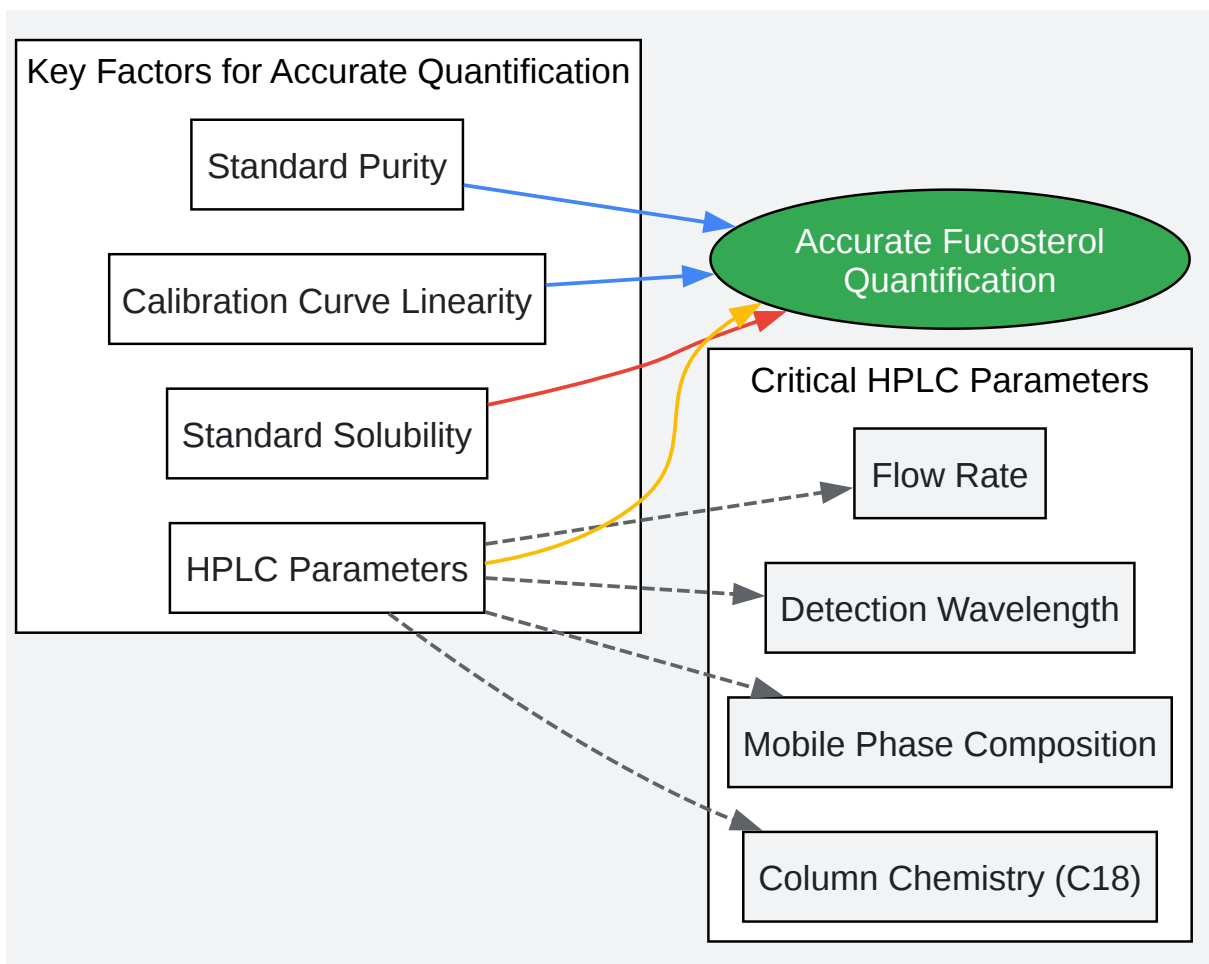 Key Factors for Accurate Quantification
Standard Purity
Calibration Curve Linearity
Standard Solubility
HPLC Parameters
Accurate Fucosterol
Quantification
Critical HPLC Parameters
Flow Rate
Detection Wavelength
Mobile Phase Composition
Column Chemistry (C18)